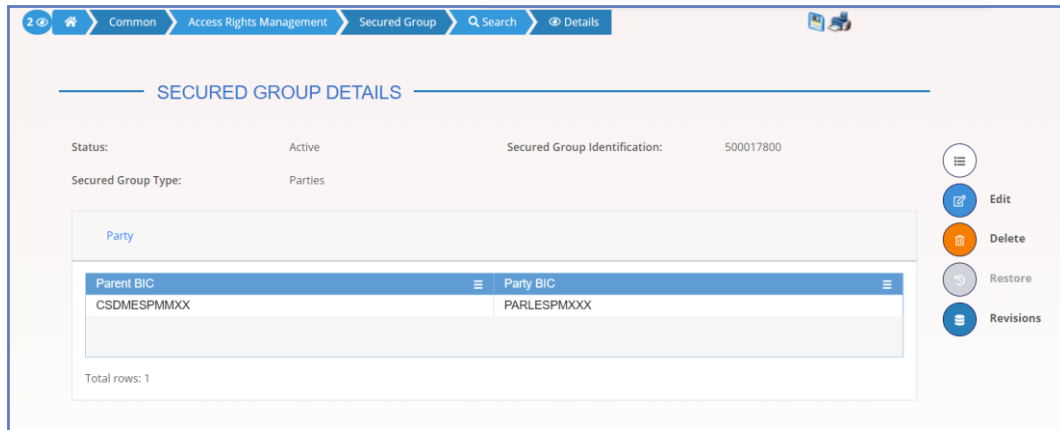 2 Common Access Rights Management Secured Group Search Details
SECURED GROUP DETAILS
Status: Active Secured Group Identification: 500017800
Secured Group Type: Parties
Edit
Delete
Restore
Revisions
Party
Parent BIC Party BIC
CSDMESPMMXX PARLESPMXXX
Total rows: 1